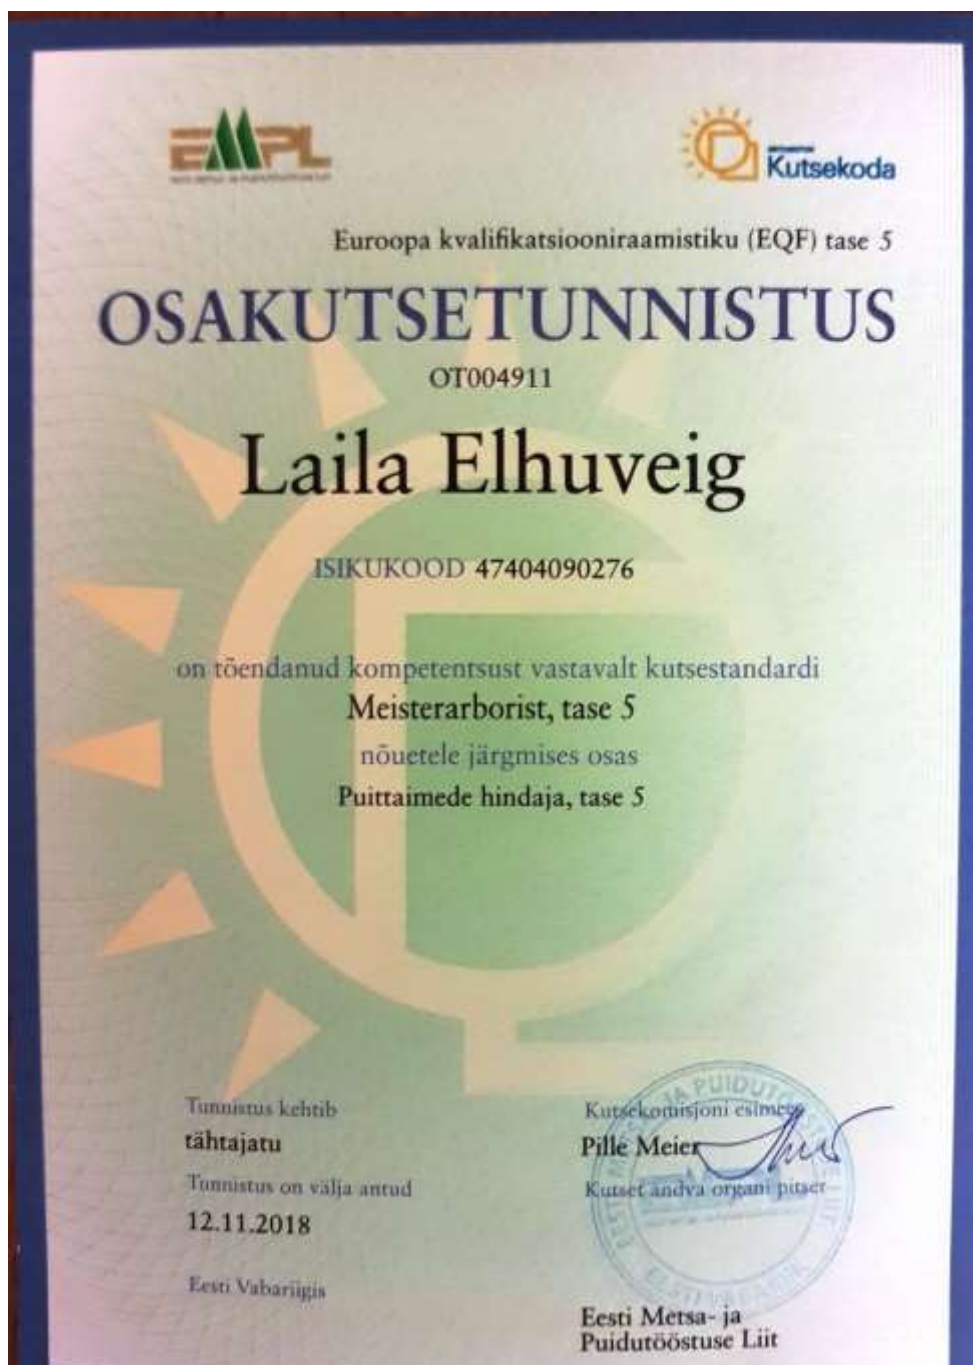 EMPL
Kutsekoda
Euroopa kvalifikatsiooniraamistiku (EQF) tase 5
OSAKUTSETUNNISTUS
OT004911
Laila Elhuveig
ISIKUKOOD 47404090276
on tõendanud kompetentsust vastavalt kutsestandardi
Meisterarborist, tase 5
nõuetele järgmises osas
Puittaimede hindaja, tase 5
Tunnistus kehtib
tähtajatu
Tunnistus on välja antud
12.11.2018
Eesti Vabariigis
Kutsekomisjoni esimees
Pille Meier
Kutset andva organi pitser
Eesti Metsa- ja
Puidutööstuse Liit